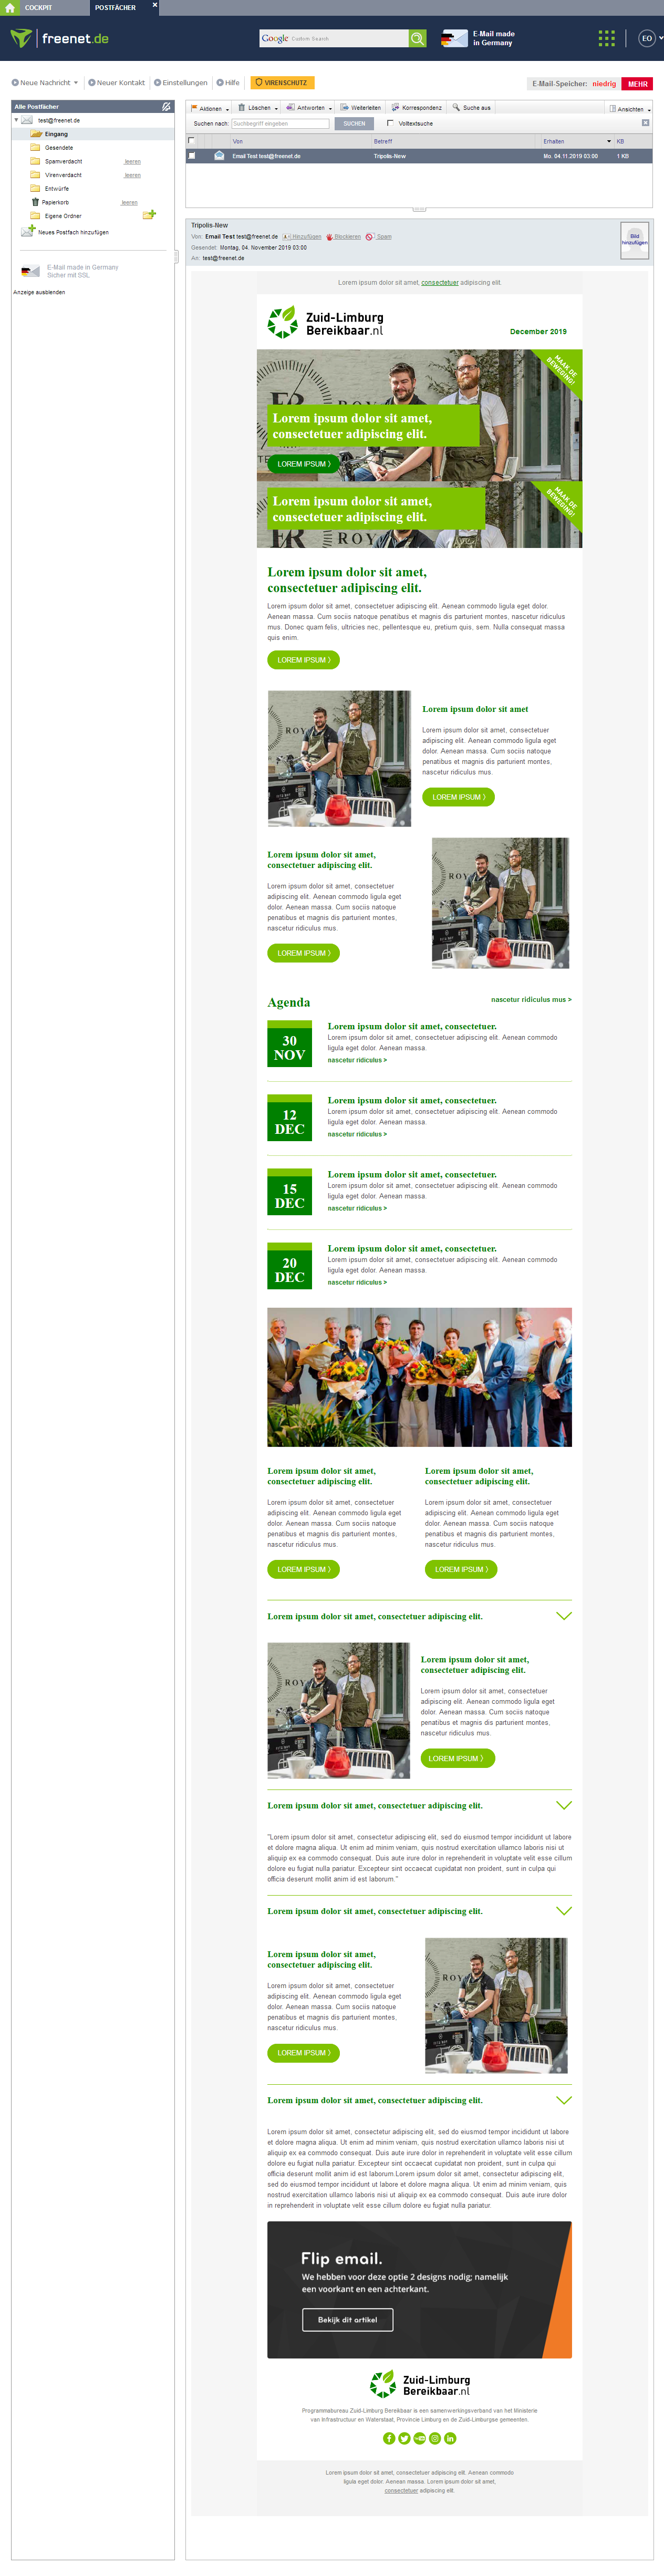 COCKPIT
POSTFÄCHER
freenet.de
Google Custom Search
E-Mail made
in Germany
EO
Neue Nachricht
Neuer Kontakt
Einstellungen
Hilfe
VIRENSCHUTZ
E-Mail-Speicher: niedrig
MEHR
Alle Postfächer
test@freenet.de
Eingang
Gesendete
Spamverdacht leeren
Virenverdacht leeren
Entwürfe
Papierkorb leeren
Eigene Ordner
Neues Postfach hinzufügen
E-Mail made in Germany
Sicher mit SSL
Anzeige ausblenden
Aktionen
Löschen
Antworten
Weiterleiten
Korrespondenz
Suche aus
Ansichten
Suchen nach: Suchbegriff eingeben
SUCHEN
Volltextsuche
Von Betreff Erhalten KB
Email Test test@freenet.de Tripolis-New Mo. 04.11.2019 03:00 1 KB
Tripolis-New
Von: Email Test test@freenet.de Hinzufügen Blockieren Spam
Gesendet: Montag, 04. November 2019 03:00
An: test@freenet.de
Bild
hinzufügen
Lorem ipsum dolor sit amet, consectetuer adipiscing elit.
Zuid-Limburg
Bereikbaar.nl
December 2019
MAAK DE
BEWEGING!
Lorem ipsum dolor sit amet,
consectetuer adipiscing elit.
LOREM IPSUM >
MAAK DE
BEWEGING!
Lorem ipsum dolor sit amet,
consectetuer adipiscing elit.
Lorem ipsum dolor sit amet,
consectetuer adipiscing elit.
Lorem ipsum dolor sit amet, consectetuer adipiscing elit. Aenean commodo ligula eget dolor.
Aenean massa. Cum sociis natoque penatibus et magnis dis parturient montes, nascetur ridiculus
mus. Donec quam felis, ultricies nec, pellentesque eu, pretium quis, sem. Nulla consequat massa
quis enim.
LOREM IPSUM >
ROY
Lorem ipsum dolor sit amet
Lorem ipsum dolor sit amet, consectetuer
adipiscing elit. Aenean commodo ligula eget
dolor. Aenean massa. Cum sociis natoque
penatibus et magnis dis parturient montes,
nascetur ridiculus mus.
LOREM IPSUM >
Lorem ipsum dolor sit amet,
consectetuer adipiscing elit.
Lorem ipsum dolor sit amet, consectetuer
adipiscing elit. Aenean commodo ligula eget
dolor. Aenean massa. Cum sociis natoque
penatibus et magnis dis parturient montes,
nascetur ridiculus mus.
LOREM IPSUM >
ROY
Agenda
nascetur ridiculus mus >
30
NOV
Lorem ipsum dolor sit amet, consectetuer.
Lorem ipsum dolor sit amet, consectetuer adipiscing elit. Aenean commodo
ligula eget dolor. Aenean massa.
nascetur ridiculus >
12
DEC
Lorem ipsum dolor sit amet, consectetuer.
Lorem ipsum dolor sit amet, consectetuer adipiscing elit. Aenean commodo
ligula eget dolor. Aenean massa.
nascetur ridiculus >
15
DEC
Lorem ipsum dolor sit amet, consectetuer.
Lorem ipsum dolor sit amet, consectetuer adipiscing elit. Aenean commodo
ligula eget dolor. Aenean massa.
nascetur ridiculus >
20
DEC
Lorem ipsum dolor sit amet, consectetuer.
Lorem ipsum dolor sit amet, consectetuer adipiscing elit. Aenean commodo
ligula eget dolor. Aenean massa.
nascetur ridiculus >
Lorem ipsum dolor sit amet,
consectetuer adipiscing elit.
Lorem ipsum dolor sit amet, consectetuer
adipiscing elit. Aenean commodo ligula eget
dolor. Aenean massa. Cum sociis natoque
penatibus et magnis dis parturient montes,
nascetur ridiculus mus.
LOREM IPSUM >
Lorem ipsum dolor sit amet,
consectetuer adipiscing elit.
Lorem ipsum dolor sit amet, consectetuer
adipiscing elit. Aenean commodo ligula eget
dolor. Aenean massa. Cum sociis natoque
penatibus et magnis dis parturient montes,
nascetur ridiculus mus.
LOREM IPSUM >
Lorem ipsum dolor sit amet, consectetuer adipiscing elit.
ROY
Lorem ipsum dolor sit amet,
consectetuer adipiscing elit.
Lorem ipsum dolor sit amet, consectetuer
adipiscing elit. Aenean commodo ligula eget
dolor. Aenean massa. Cum sociis natoque
penatibus et magnis dis parturient montes,
nascetur ridiculus mus.
LOREM IPSUM >
Lorem ipsum dolor sit amet, consectetuer adipiscing elit.
"Lorem ipsum dolor sit amet, consectetur adipiscing elit, sed do eiusmod tempor incididunt ut labore
et dolore magna aliqua. Ut enim ad minim veniam, quis nostrud exercitation ullamco laboris nisi ut
aliquip ex ea commodo consequat. Duis aute irure dolor in reprehenderit in voluptate velit esse cillum
dolore eu fugiat nulla pariatur. Excepteur sint occaecat cupidatat non proident, sunt in culpa qui
officia deserunt mollit anim id est laborum."
Lorem ipsum dolor sit amet, consectetuer adipiscing elit.
Lorem ipsum dolor sit amet,
consectetuer adipiscing elit.
Lorem ipsum dolor sit amet, consectetuer
adipiscing elit. Aenean commodo ligula eget
dolor. Aenean massa. Cum sociis natoque
penatibus et magnis dis parturient montes,
nascetur ridiculus mus.
LOREM IPSUM >
ROY
Lorem ipsum dolor sit amet, consectetuer adipiscing elit.
Lorem ipsum dolor sit amet, consectetur adipiscing elit, sed do eiusmod tempor incididunt ut labore
et dolore magna aliqua. Ut enim ad minim veniam, quis nostrud exercitation ullamco laboris nisi ut
aliquip ex ea commodo consequat. Duis aute irure dolor in reprehenderit in voluptate velit esse cillum
dolore eu fugiat nulla pariatur. Excepteur sint occaecat cupidatat non proident, sunt in culpa qui
officia deserunt mollit anim id est laborum.Lorem ipsum dolor sit amet, consectetur adipiscing elit,
sed do eiusmod tempor incididunt ut labore et dolore magna aliqua. Ut enim ad minim veniam, quis
nostrud exercitation ullamco laboris nisi ut aliquip ex ea commodo consequat. Duis aute irure dolor
in reprehenderit in voluptate velit esse cillum dolore eu fugiat nulla pariatur.
Flip email.
We hebben voor deze optie 2 designs nodig; namelijk
een voorkant en een achterkant.
Bekijk dit artikel
Zuid-Limburg
Bereikbaar.nl
Programmabureau Zuid-Limburg Bereikbaar is een samenwerkingsverband van het Ministerie
van Infrastructuur en Waterstaat, Provincie Limburg en de Zuid-Limburgse gemeenten.
Lorem ipsum dolor sit amet, consectetuer adipiscing elit. Aenean commodo
ligula eget dolor. Aenean massa. Lorem ipsum dolor sit amet,
consectetuer adipiscing elit.